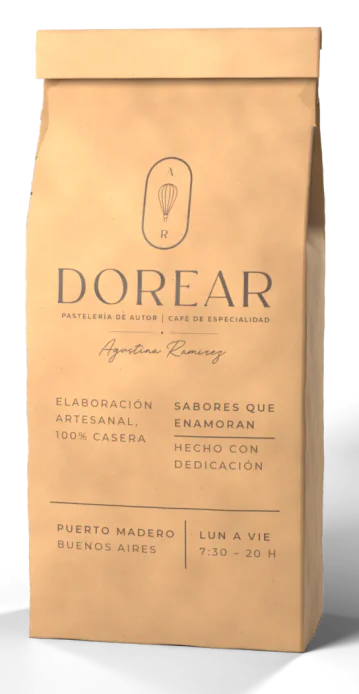 A
R
DOREAR
PASTELERÍA DE AUTOR | CAFÉ DE ESPECIALIDAD
Agostina Ramirez
ELABORACIÓN
ARTESANAL,
100% CASERA
SABORES QUE
ENAMORAN
HECHO CON
DEDICACIÓN
PUERTO MADERO
BUENOS AIRES
LUN A VIE
7:30 – 20 H